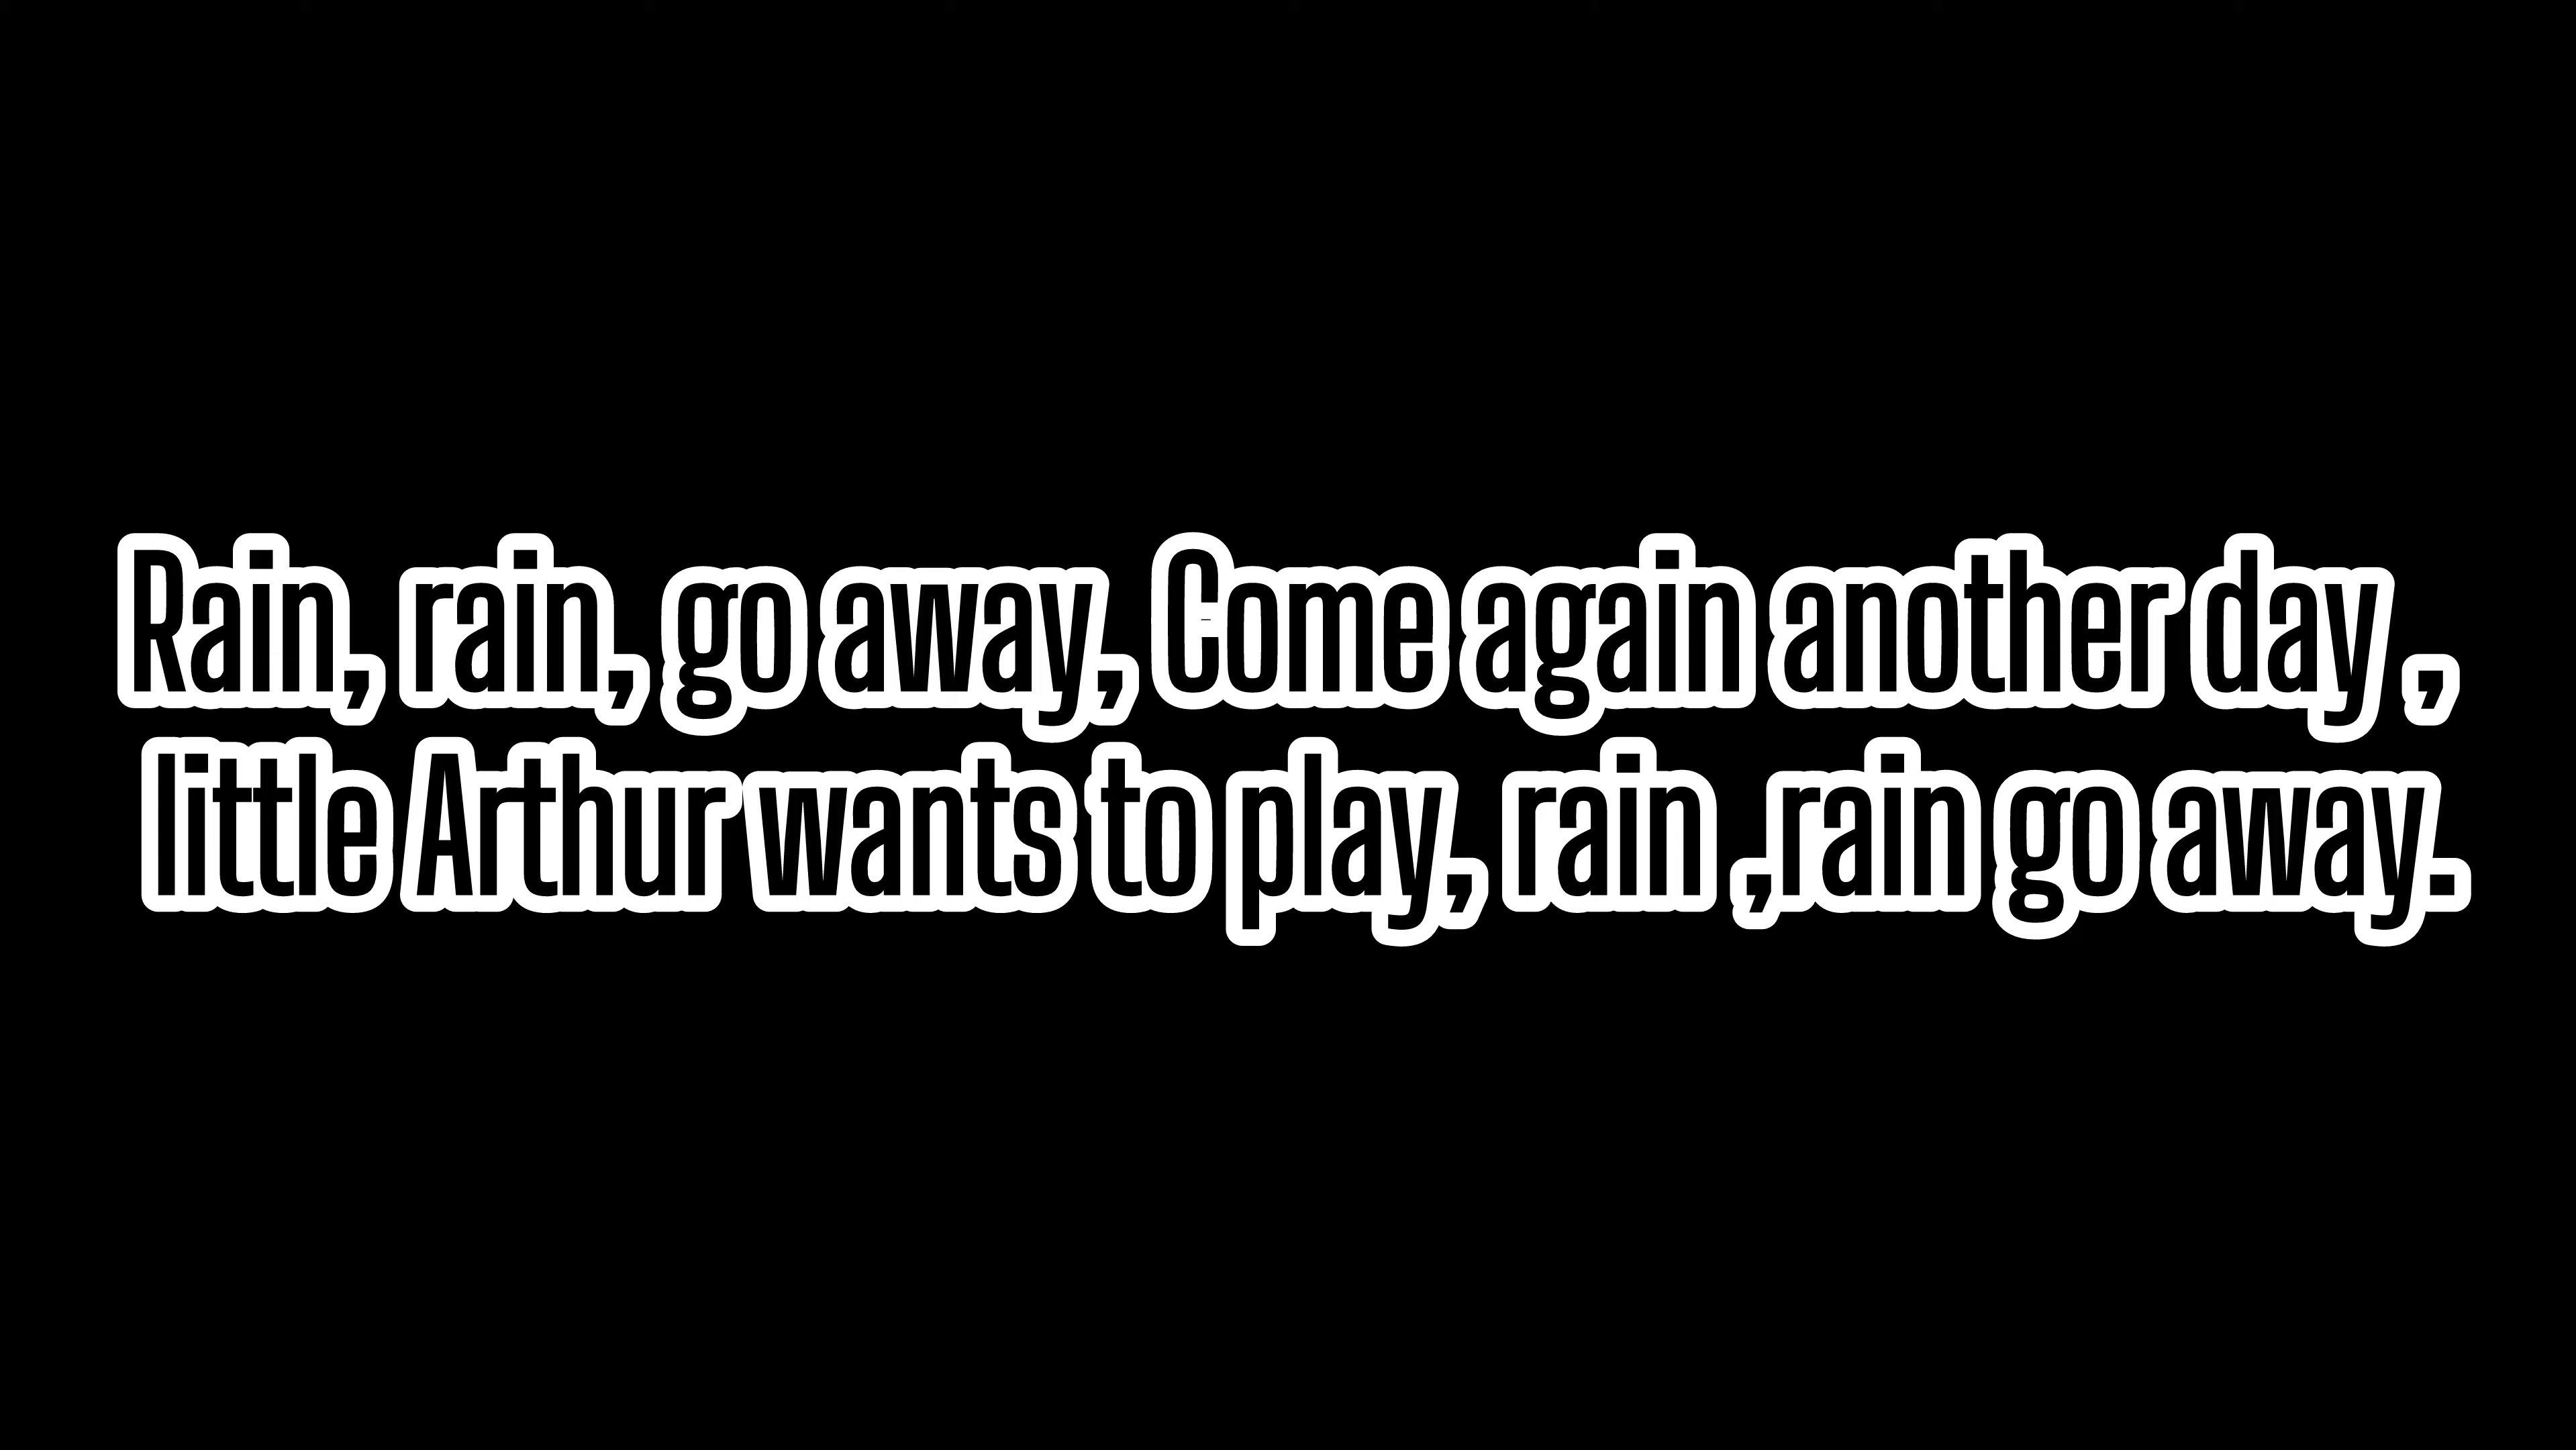 Rain, rain, go away, Come again another day ,
little Arthur wants to play, rain ,rain go away.